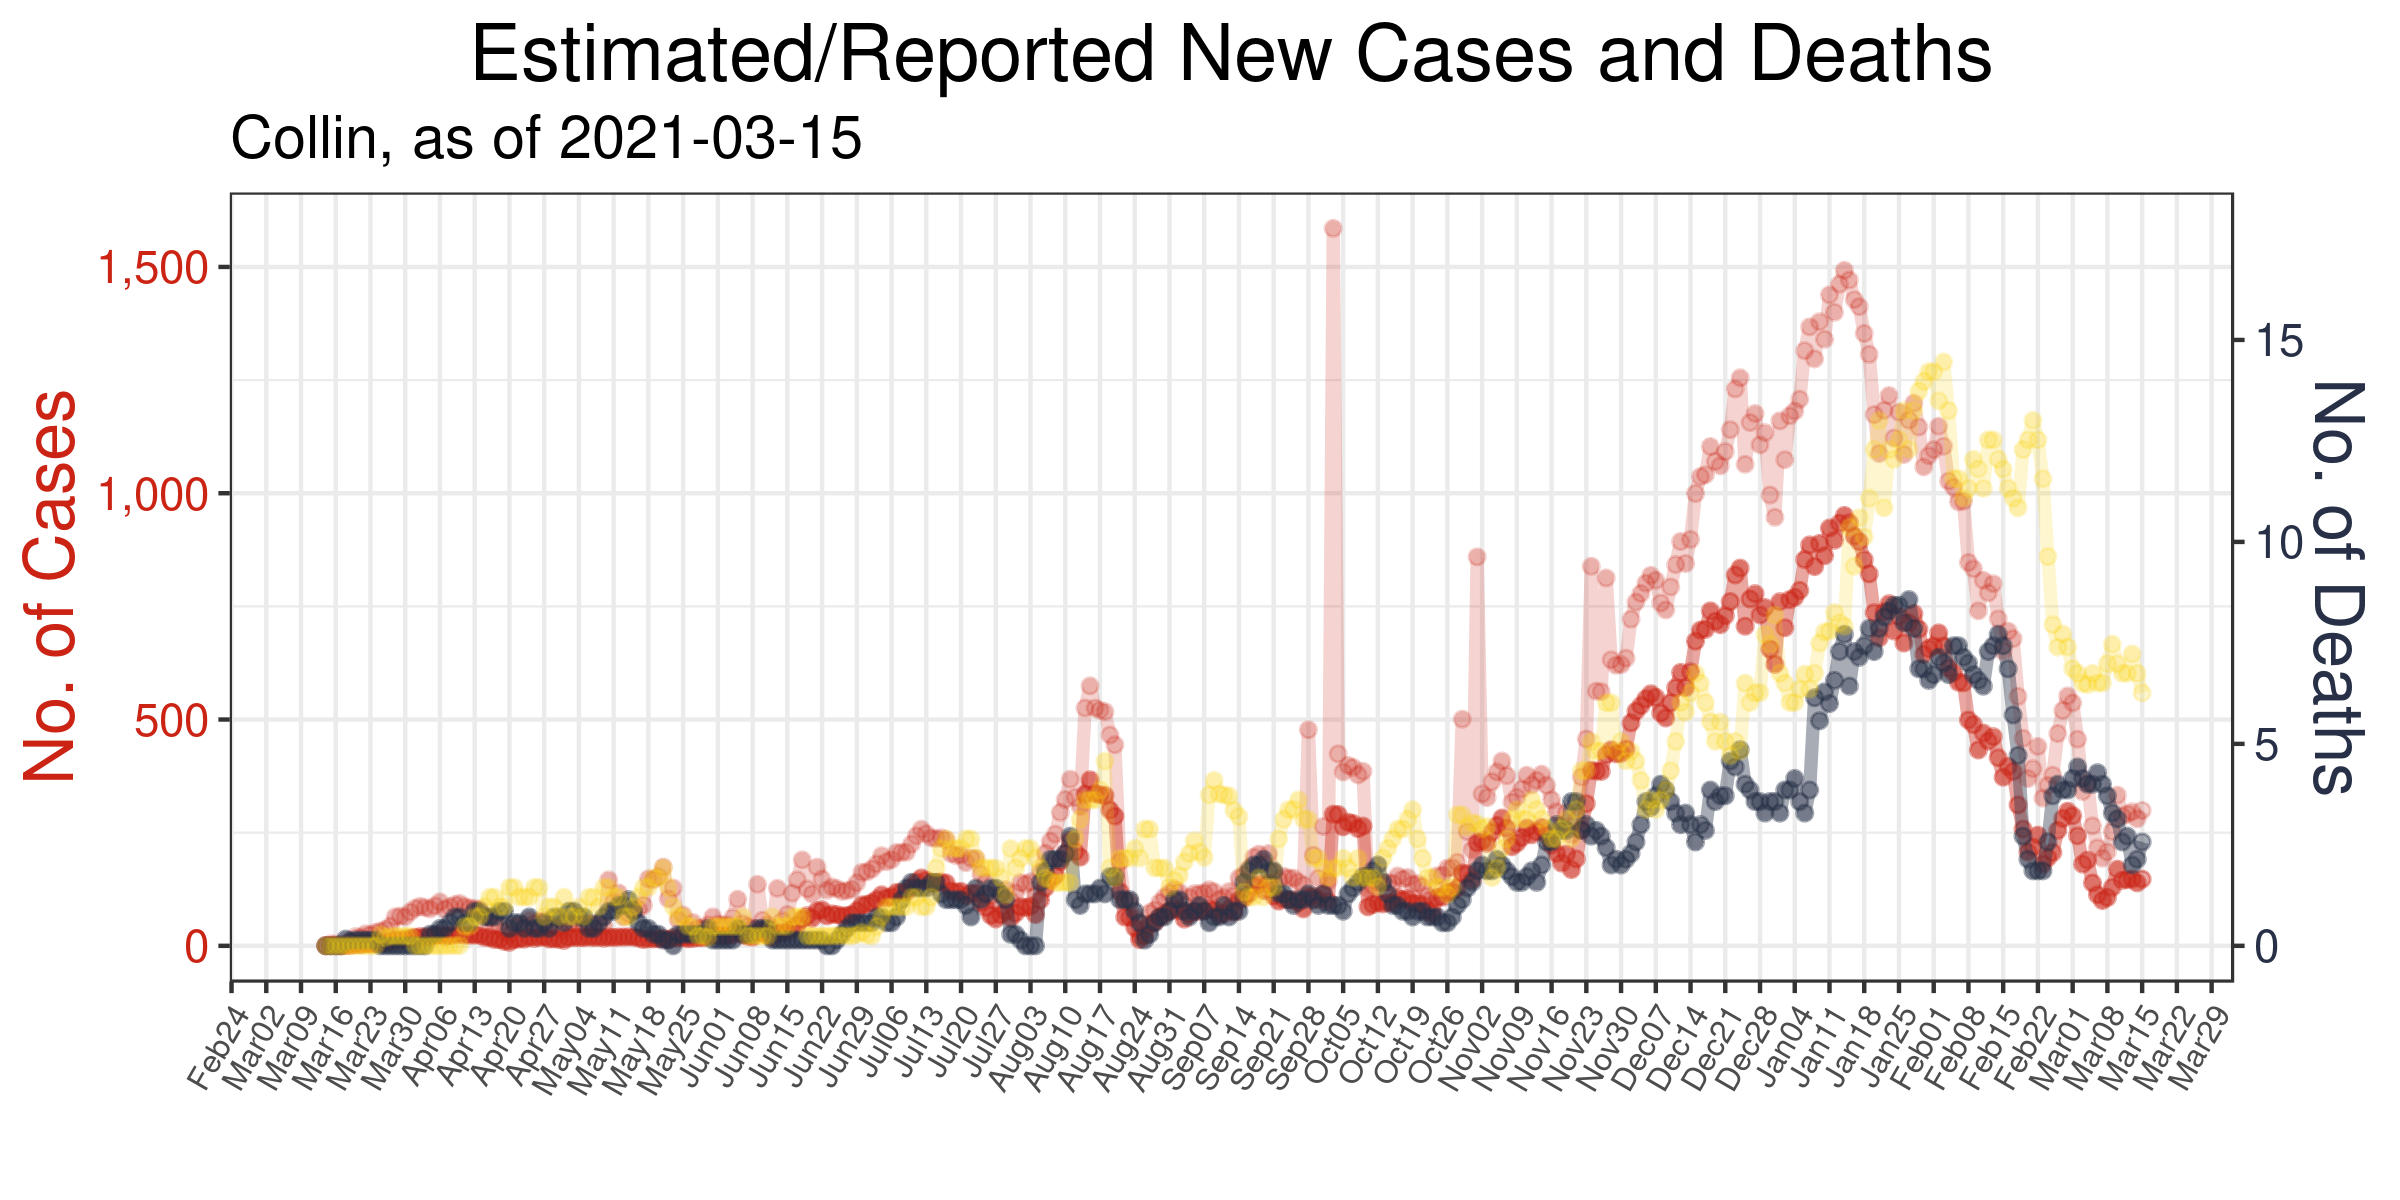 Estimated/Reported New Cases and Deaths
Collin, as of 2021-03-15
No. of Cases
1,500
1,000
500
0
15
10
5
0
No. of Deaths
Feb24
Mar02
Mar09
Mar16
Mar23
Mar30
Apr06
Apr13
Apr20
Apr27
May04
May11
May18
May25
Jun01
Jun08
Jun15
Jun22
Jun29
Jul06
Jul13
Jul20
Jul27
Aug03
Aug10
Aug17
Aug24
Aug31
Sep07
Sep14
Sep21
Sep28
Oct05
Oct12
Oct19
Oct26
Nov02
Nov09
Nov16
Nov23
Nov30
Dec07
Dec14
Dec21
Dec28
Jan04
Jan11
Jan18
Jan25
Feb01
Feb08
Feb15
Feb22
Mar01
Mar08
Mar15
Mar22
Mar29